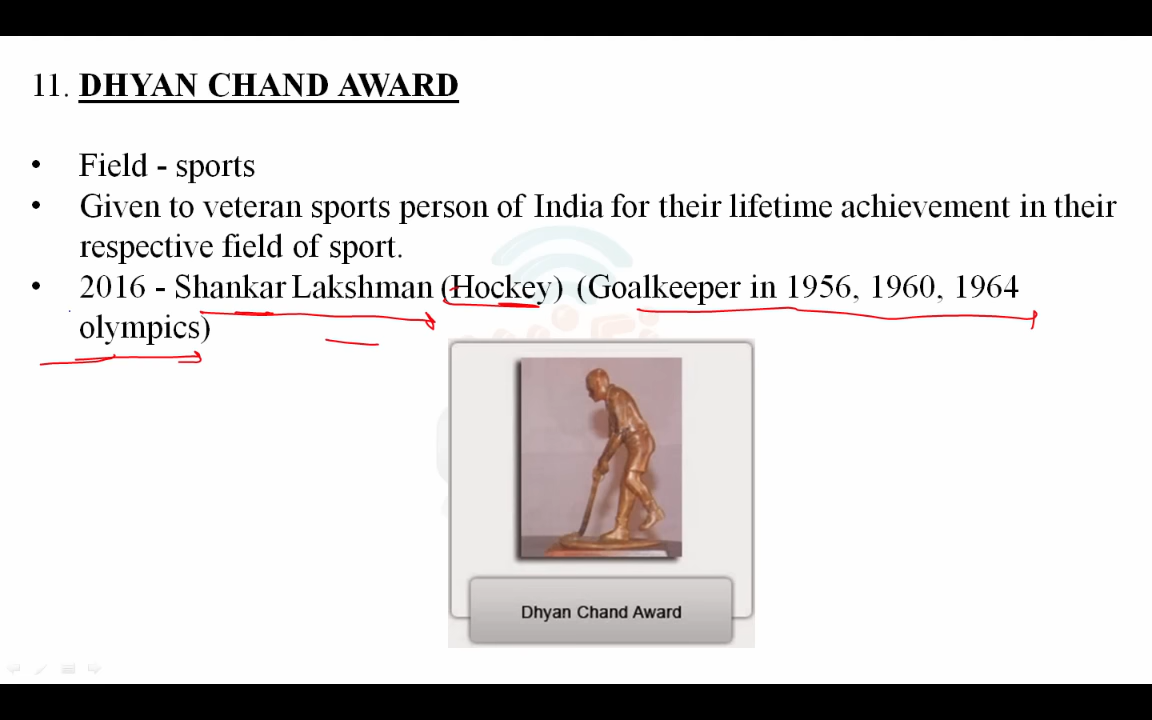 11. DHYAN CHAND AWARD
• Field - sports
• Given to veteran sports person of India for their lifetime achievement in their
respective field of sport.
• 2016 - Shankar Lakshman (Hockey) (Goalkeeper in 1956, 1960, 1964
olympics)
Dhyan Chand Award